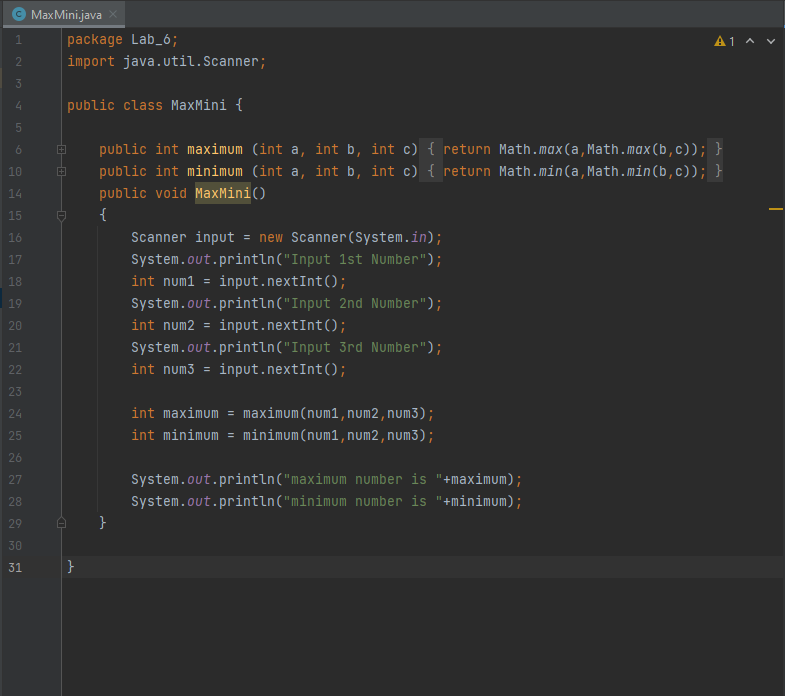 MaxMini.java
1 package Lab_6; 1
2 import java.util.Scanner;
3
4 public class MaxMini {
5
6 public int maximum (int a, int b, int c) { return Math.max(a,Math.max(b,c)); }
10 public int minimum (int a, int b, int c) { return Math.min(a,Math.min(b,c)); }
14 public void MaxMini()
15 {
16 Scanner input = new Scanner(System.in);
17 System.out.println("Input 1st Number");
18 int num1 = input.nextInt();
19 System.out.println("Input 2nd Number");
20 int num2 = input.nextInt();
21 System.out.println("Input 3rd Number");
22 int num3 = input.nextInt();
23
24 int maximum = maximum(num1,num2,num3);
25 int minimum = minimum(num1,num2,num3);
26
27 System.out.println("maximum number is "+maximum);
28 System.out.println("minimum number is "+minimum);
29 }
30
31 }